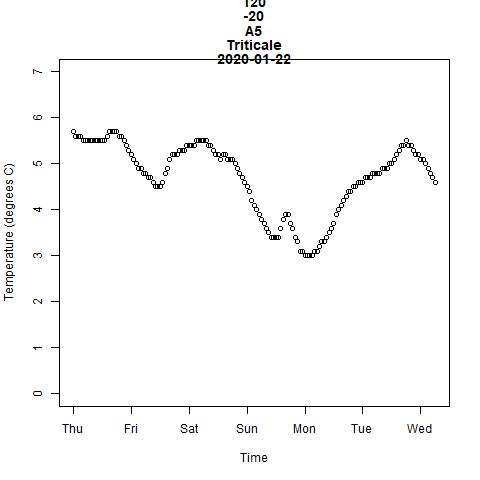 120
-20
A5
Triticale
2020-01-22
7
6
5
4
3
2
1
0
Temperature (degrees C)
Thu Fri Sat Sun Mon Tue Wed
Time